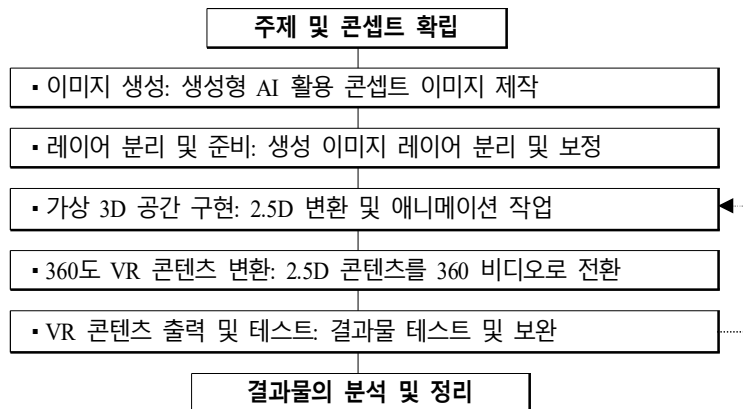 주제 및 콘셉트 확립
▪ 이미지 생성: 생성형 AI 활용 콘셉트 이미지 제작
▪ 레이어 분리 및 준비: 생성 이미지 레이어 분리 및 보정
▪ 가상 3D 공간 구현: 2.5D 변환 및 애니메이션 작업
▪ 360도 VR 콘텐츠 변환: 2.5D 콘텐츠를 360 비디오로 전환
▪ VR 콘텐츠 출력 및 테스트: 결과물 테스트 및 보완
결과물의 분석 및 정리